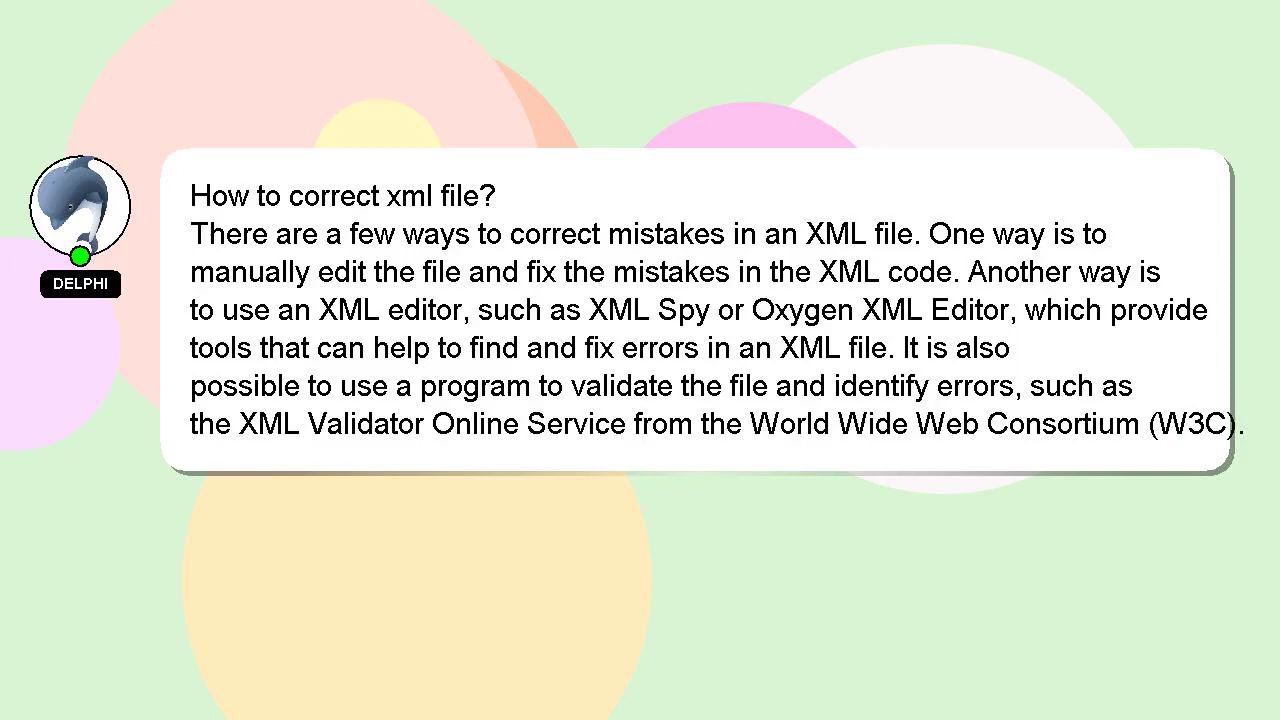 How to correct xml file?
There are a few ways to correct mistakes in an XML file. One way is to
manually edit the file and fix the mistakes in the XML code. Another way is
to use an XML editor, such as XML Spy or Oxygen XML Editor, which provide
tools that can help to find and fix errors in an XML file. It is also
possible to use a program to validate the file and identify errors, such as
the XML Validator Online Service from the World Wide Web Consortium (W3C).
DELPHI